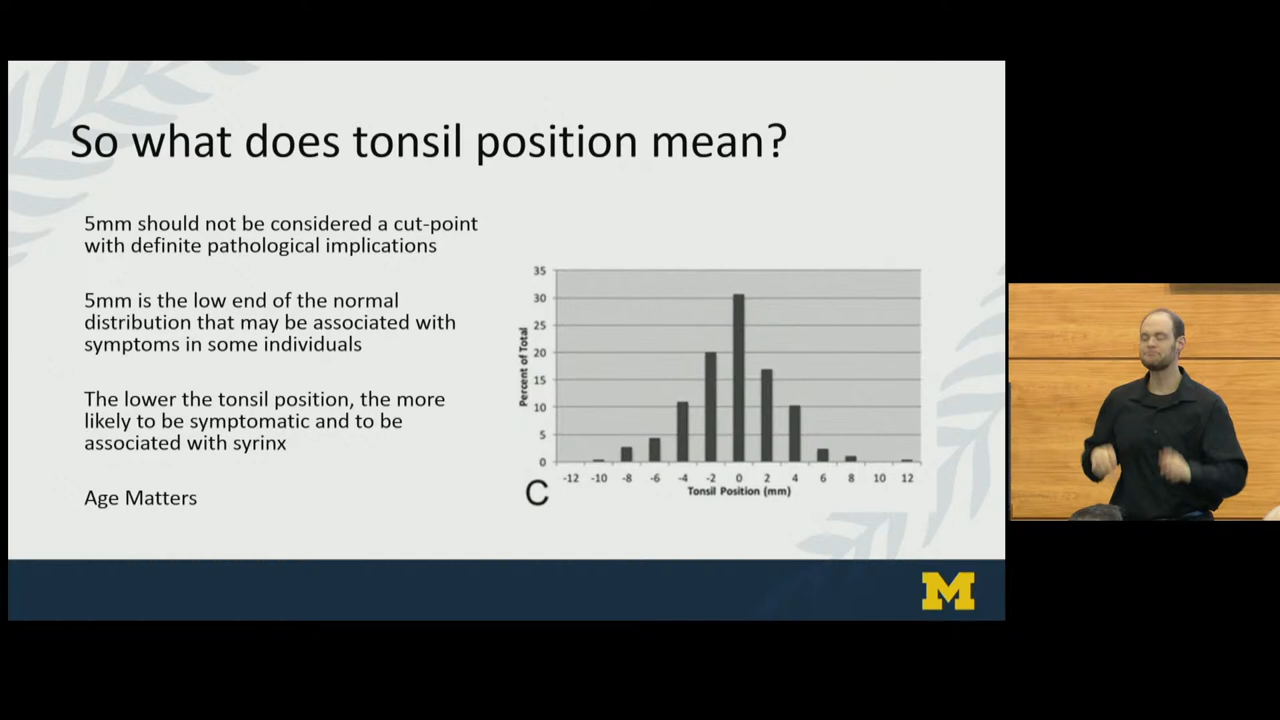 So what does tonsil position mean?
5mm should not be considered a cut-point
with definite pathological implications
5mm is the low end of the normal
distribution that may be associated with
symptoms in some individuals
The lower the tonsil position, the more
likely to be symptomatic and to be
associated with syrinx
Age Matters
Percent of Total
35
30
25
20
15
10
5
0
-12 -10 -8 -6 -4 -2 0 2 4 6 8 10 12
Tonsil Position (mm)
C
M